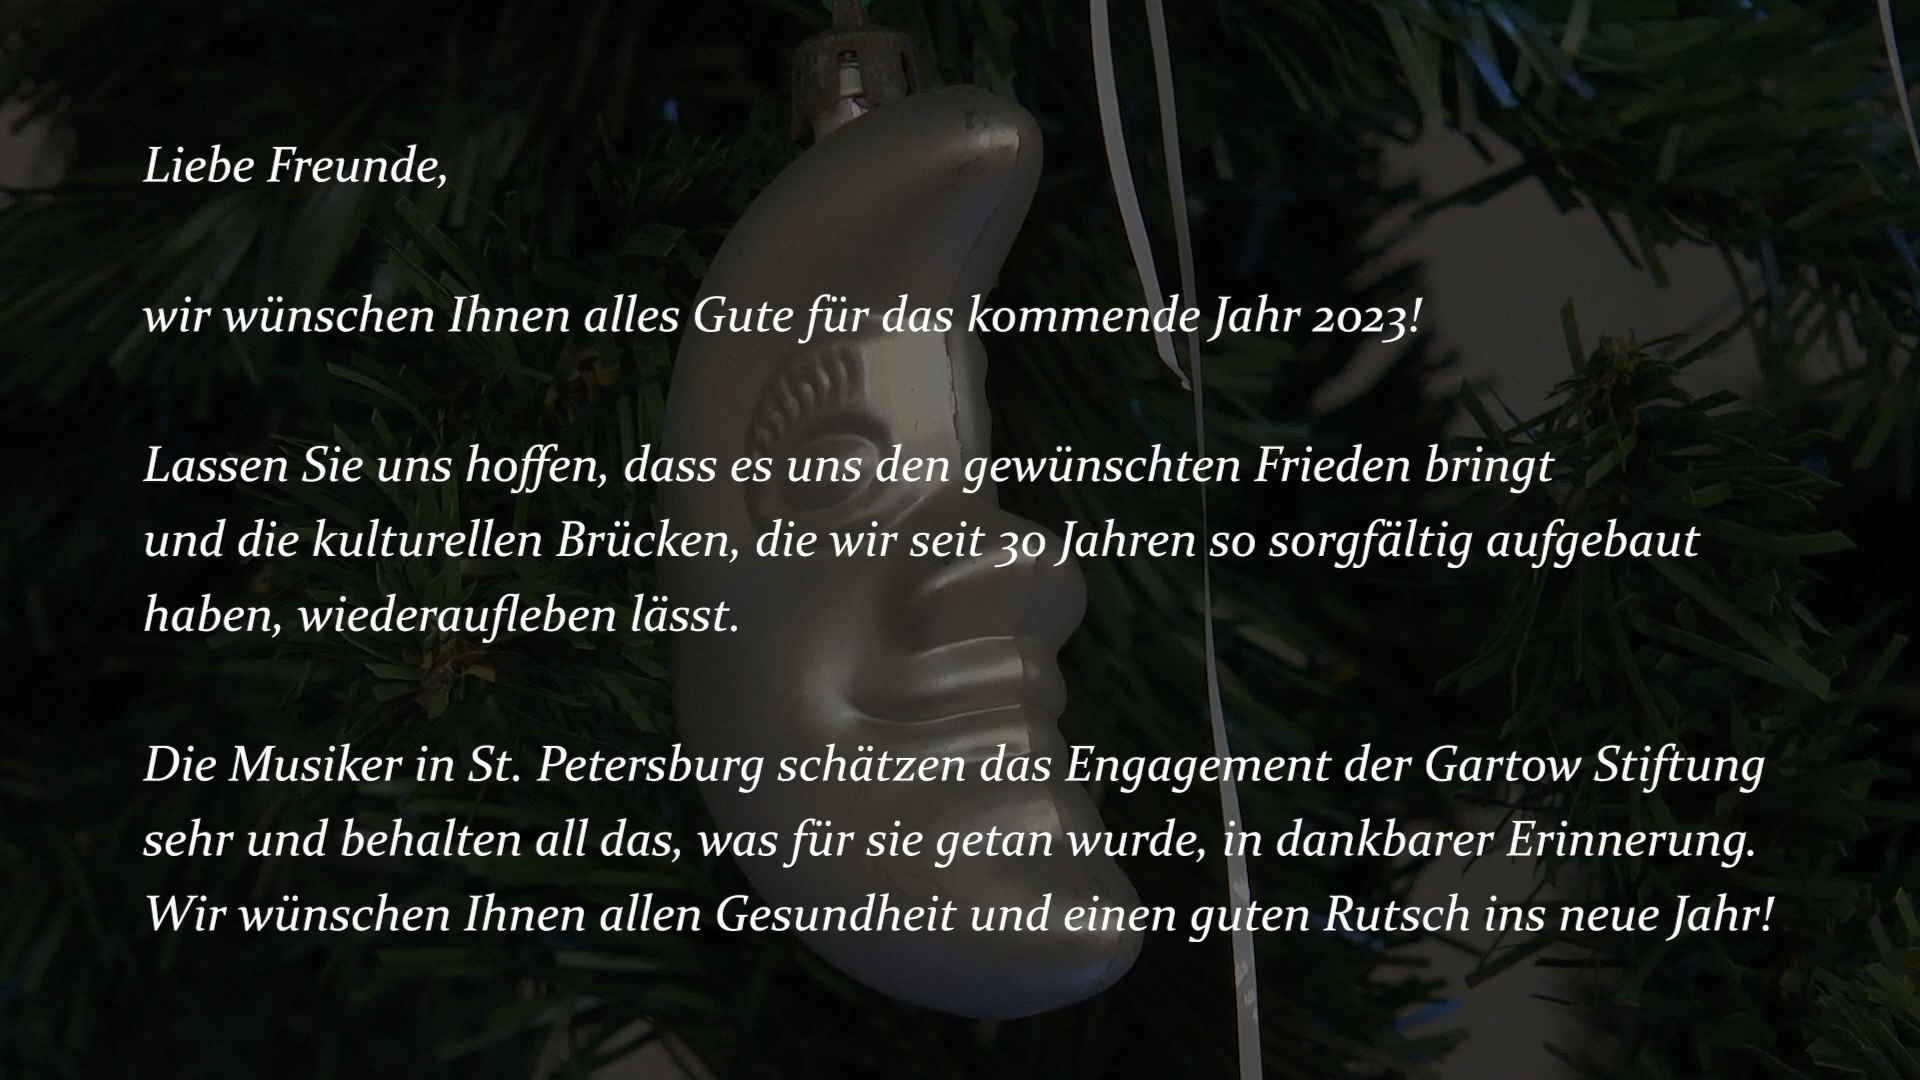 Liebe Freunde,
wir wünschen Ihnen alles Gute für das kommende Jahr 2023!
Lassen Sie uns hoffen, dass es uns den gewünschten Frieden bringt
und die kulturellen Brücken, die wir seit 30 Jahren so sorgfältig aufgebaut
haben, wiederaufleben lässt.
Die Musiker in St. Petersburg schätzen das Engagement der Gartow Stiftung
sehr und behalten all das, was für sie getan wurde, in dankbarer Erinnerung.
Wir wünschen Ihnen allen Gesundheit und einen guten Rutsch ins neue Jahr!